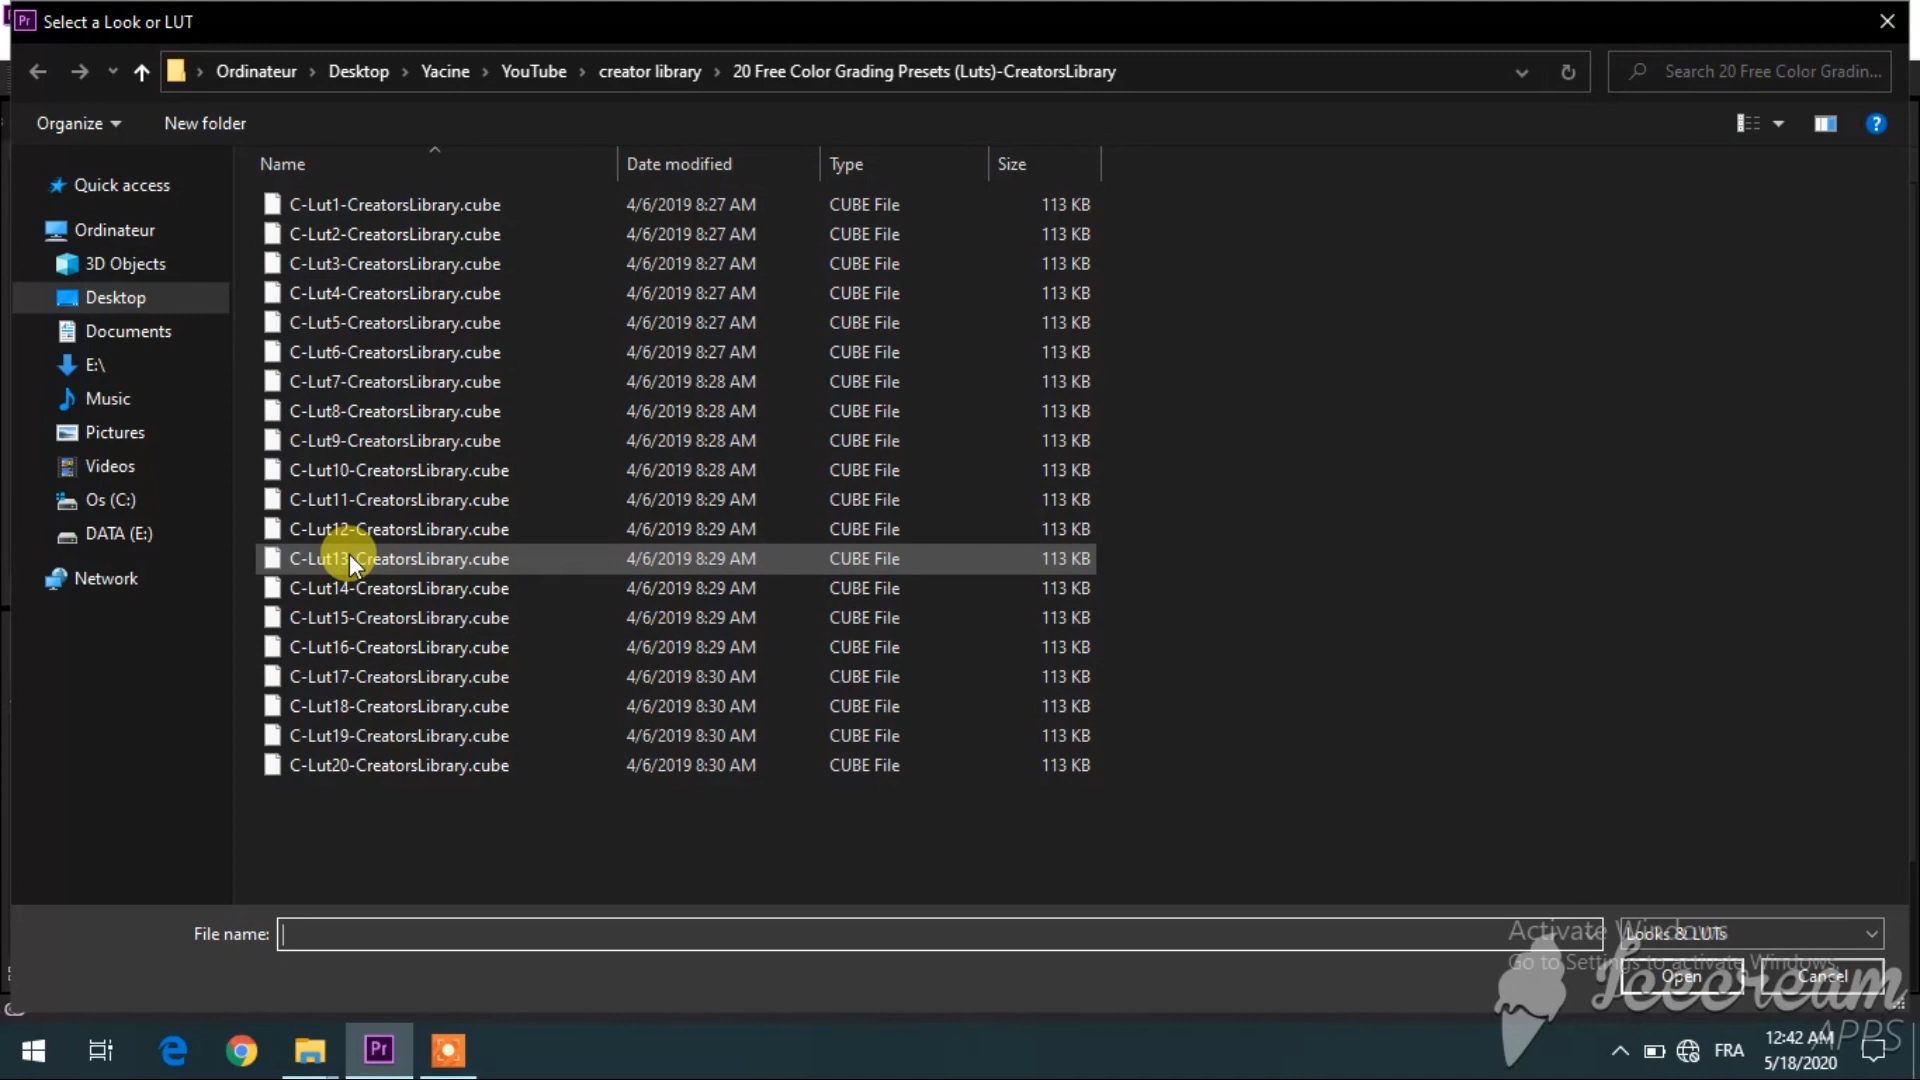 Pr Select a Look or LUT
Ordinateur > Desktop > Yacine > YouTube > creator library > 20 Free Color Grading Presets (Luts)-CreatorsLibrary
Search 20 Free Color Gradin...
Organize New folder
Name Date modified Type Size
C-Lut1-CreatorsLibrary.cube 4/6/2019 8:27 AM CUBE File 113 KB
C-Lut2-CreatorsLibrary.cube 4/6/2019 8:27 AM CUBE File 113 KB
C-Lut3-CreatorsLibrary.cube 4/6/2019 8:27 AM CUBE File 113 KB
C-Lut4-CreatorsLibrary.cube 4/6/2019 8:27 AM CUBE File 113 KB
C-Lut5-CreatorsLibrary.cube 4/6/2019 8:27 AM CUBE File 113 KB
C-Lut6-CreatorsLibrary.cube 4/6/2019 8:27 AM CUBE File 113 KB
C-Lut7-CreatorsLibrary.cube 4/6/2019 8:28 AM CUBE File 113 KB
C-Lut8-CreatorsLibrary.cube 4/6/2019 8:28 AM CUBE File 113 KB
C-Lut9-CreatorsLibrary.cube 4/6/2019 8:28 AM CUBE File 113 KB
C-Lut10-CreatorsLibrary.cube 4/6/2019 8:28 AM CUBE File 113 KB
C-Lut11-CreatorsLibrary.cube 4/6/2019 8:29 AM CUBE File 113 KB
C-Lut12-CreatorsLibrary.cube 4/6/2019 8:29 AM CUBE File 113 KB
C-Lut13-CreatorsLibrary.cube 4/6/2019 8:29 AM CUBE File 113 KB
C-Lut14-CreatorsLibrary.cube 4/6/2019 8:29 AM CUBE File 113 KB
C-Lut15-CreatorsLibrary.cube 4/6/2019 8:29 AM CUBE File 113 KB
C-Lut16-CreatorsLibrary.cube 4/6/2019 8:29 AM CUBE File 113 KB
C-Lut17-CreatorsLibrary.cube 4/6/2019 8:30 AM CUBE File 113 KB
C-Lut18-CreatorsLibrary.cube 4/6/2019 8:30 AM CUBE File 113 KB
C-Lut19-CreatorsLibrary.cube 4/6/2019 8:30 AM CUBE File 113 KB
C-Lut20-CreatorsLibrary.cube 4/6/2019 8:30 AM CUBE File 113 KB
Quick access
Ordinateur
3D Objects
Desktop
Documents
E:\
Music
Pictures
Videos
Os (C:)
DATA (E:)
Network
File name:
Looks & LUTs
Activate Windows
Go to Settings to activate Windows.
Open Cancel
Icecream
APPS
Pr
FRA
12:42 AM
5/18/2020